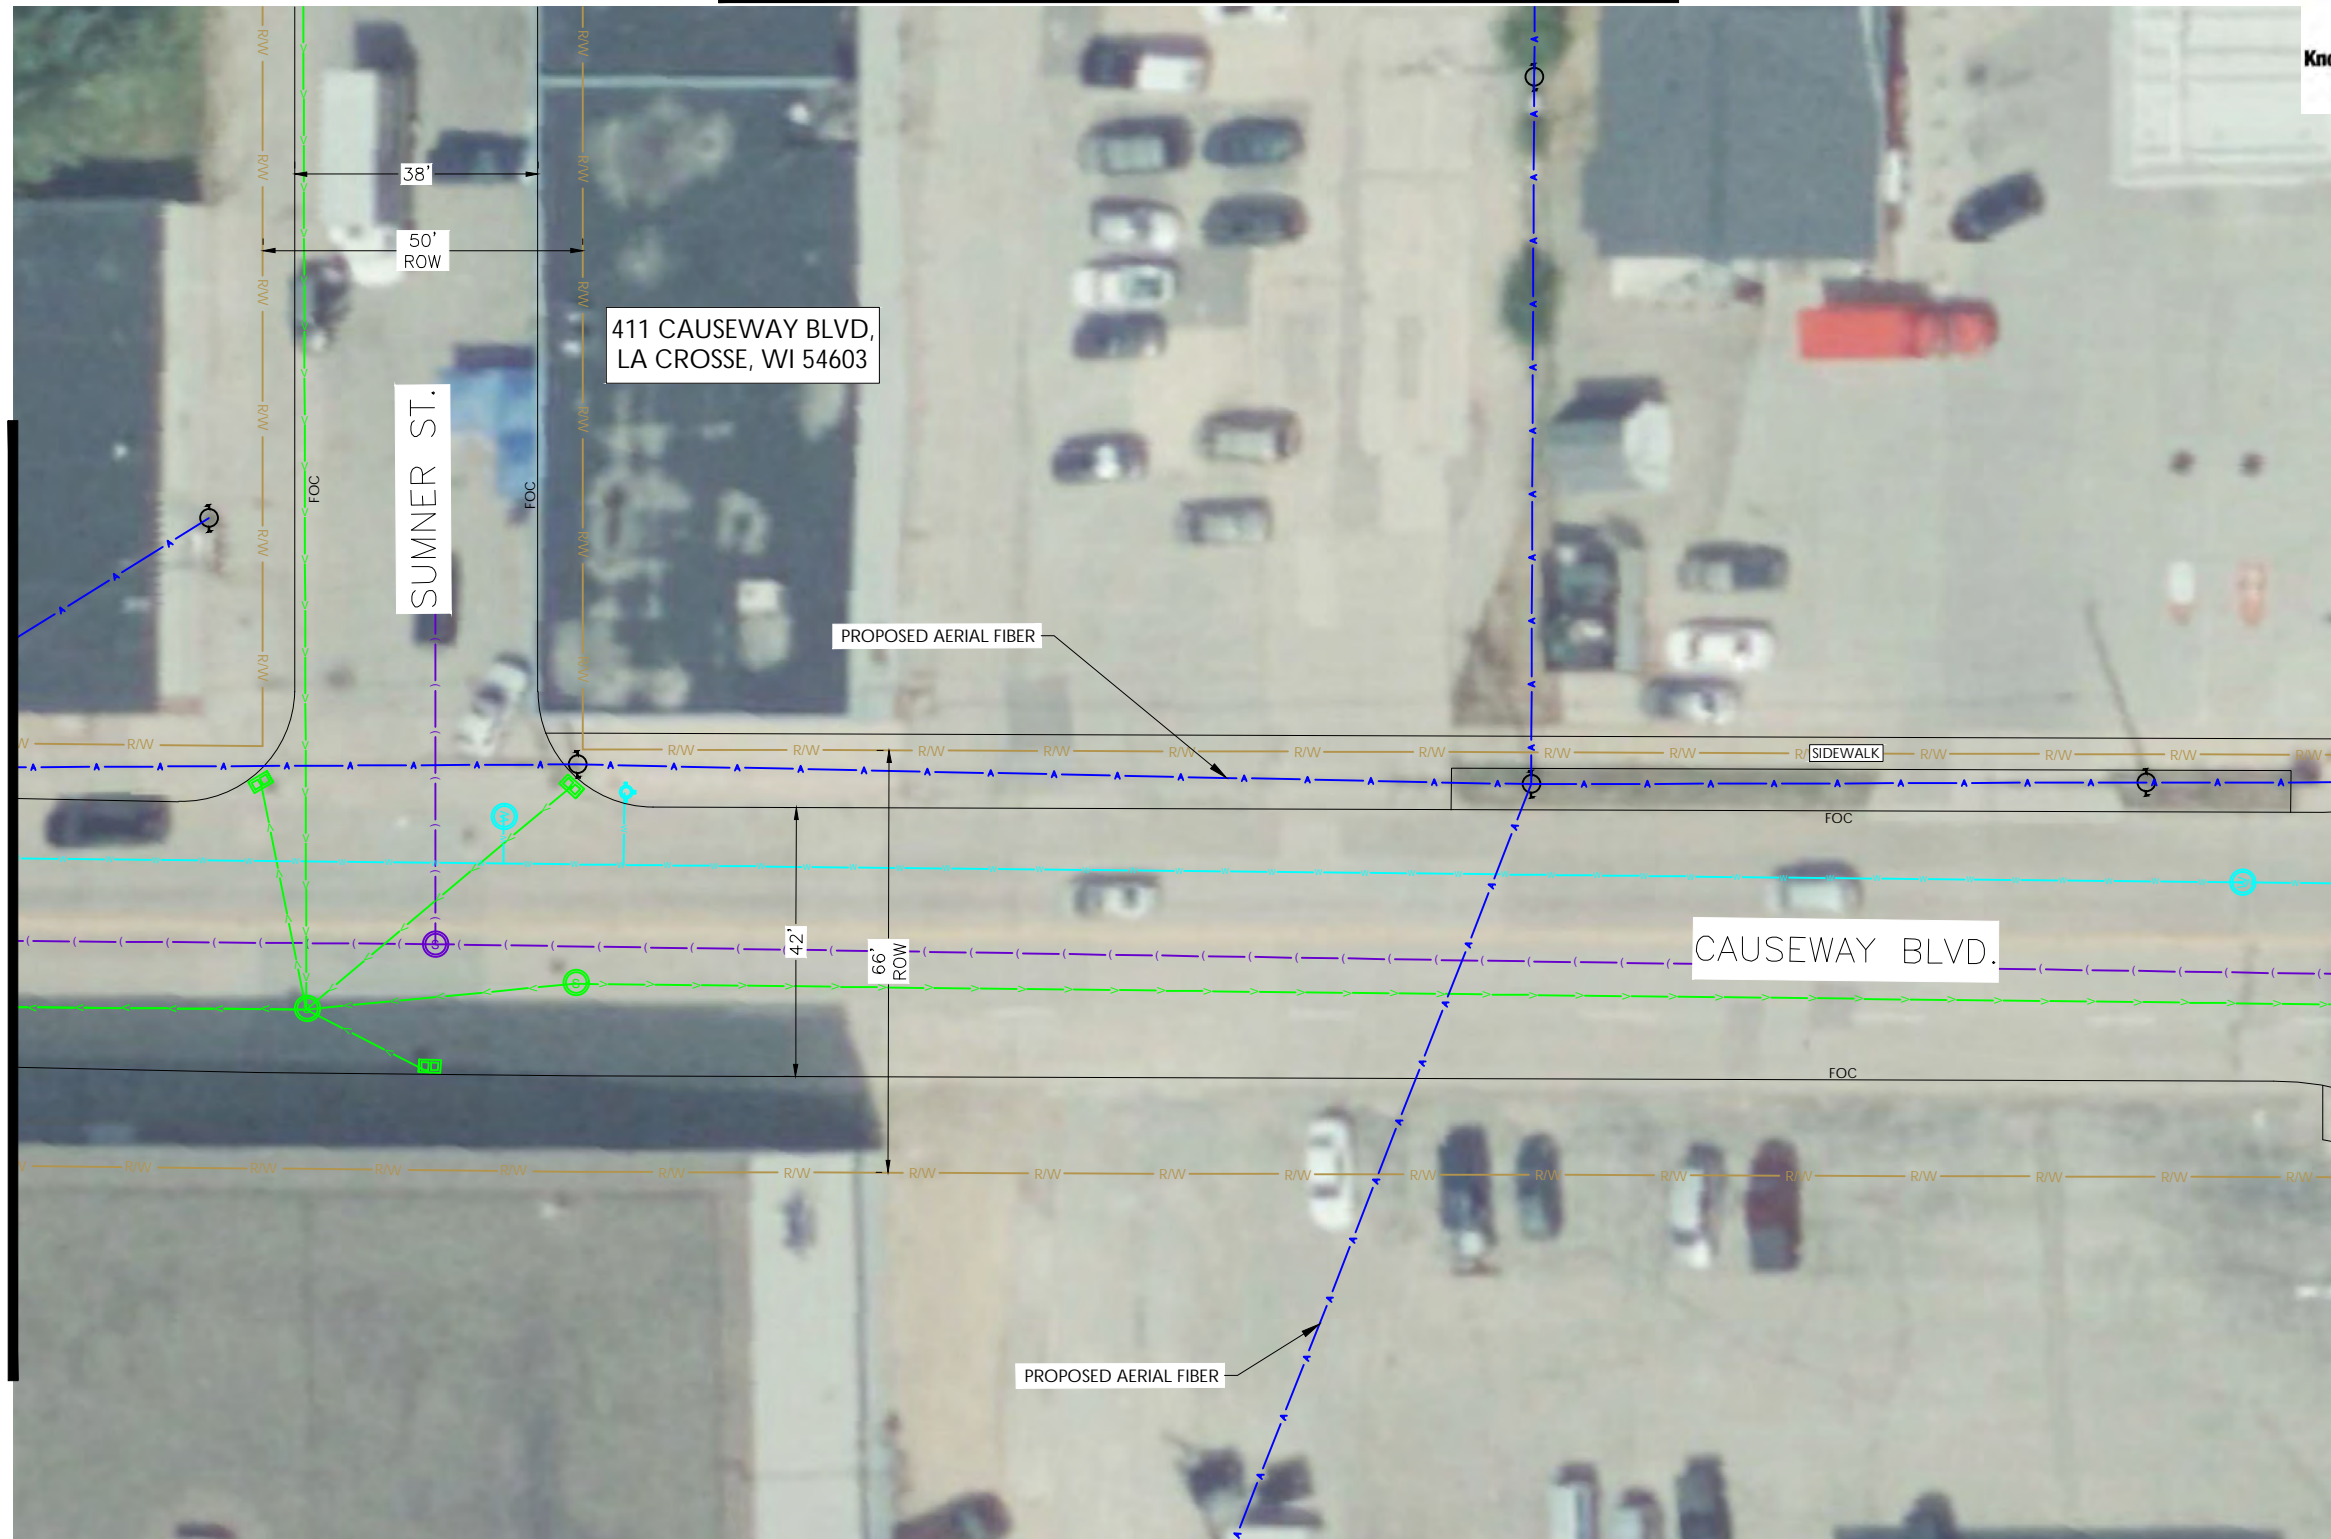 Kno
38'
50'
ROW
411 CAUSEWAY BLVD,
LA CROSSE, WI 54603
SUMNER ST.
FOC
FOC
PROPOSED AERIAL FIBER
R/W
SIDEWALK
FOC
42'
66'
ROW
CAUSEWAY BLVD.
FOC
R/W
PROPOSED AERIAL FIBER